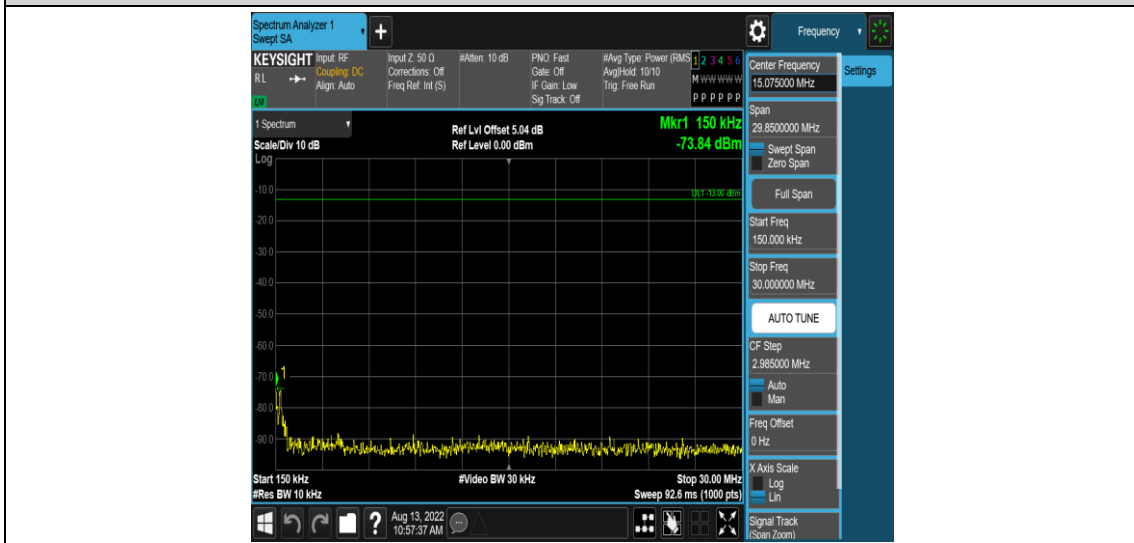 Spectrum Analyzer 1
Swept SA
Frequency
KEYSIGHT
RL
LXI
Input: RF
Coupling: DC
Align: Auto
Input Z: 50 Ω
Corrections: Off
Freq Ref: Int (S)
#Atten: 10 dB
PNO: Fast
Gate: Off
IF Gain: Low
Sig Track: Off
#Avg Type: Power (RMS
Avg|Hold: 10/10
Trig: Free Run
1 2 3 4 5 6
M W W W W W
P P P P P P
1 Spectrum
Scale/Div 10 dB
Ref Lvl Offset 5.04 dB
Ref Level 0.00 dBm
Mkr1 150 kHz
-73.84 dBm
Log
DL1 -13.00 dBm
-10.0
-20.0
-30.0
-40.0
-50.0
-60.0
-70.0
1
-80.0
-90.0
Start 150 kHz
#Res BW 10 kHz
#Video BW 30 kHz
Stop 30.00 MHz
Sweep 92.6 ms (1000 pts)
Aug 13, 2022
10:57:37 AM
Center Frequency
15.075000 MHz
Settings
Span
29.8500000 MHz
Swept Span
Zero Span
Full Span
Start Freq
150.000 kHz
Stop Freq
30.000000 MHz
AUTO TUNE
CF Step
2.985000 MHz
Auto
Man
Freq Offset
0 Hz
X Axis Scale
Log
Lin
Signal Track
(Span Zoom)